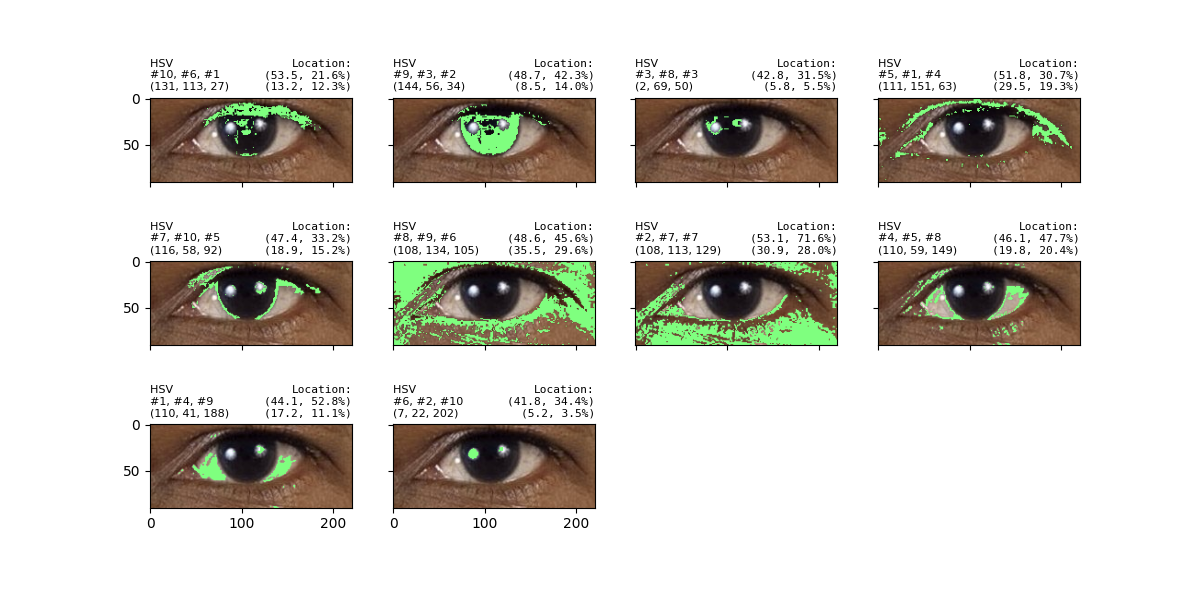 HSV Location:
#10, #6, #1 (53.5, 21.6%)
(131, 113, 27) (13.2, 12.3%)
HSV Location:
#9, #3, #2 (48.7, 42.3%)
(144, 56, 34) (8.5, 14.0%)
HSV Location:
#3, #8, #3 (42.8, 31.5%)
(2, 69, 50) (5.8, 5.5%)
HSV Location:
#5, #1, #4 (51.8, 30.7%)
(111, 151, 63) (29.5, 19.3%)
0
50
HSV Location:
#7, #10, #5 (47.4, 33.2%)
(116, 58, 92) (18.9, 15.2%)
HSV Location:
#8, #9, #6 (48.6, 45.6%)
(108, 134, 105) (35.5, 29.6%)
HSV Location:
#2, #7, #7 (53.1, 71.6%)
(108, 113, 129) (30.9, 28.0%)
HSV Location:
#4, #5, #8 (46.1, 47.7%)
(110, 59, 149) (19.8, 20.4%)
0
50
HSV Location:
#1, #4, #9 (44.1, 52.8%)
(110, 41, 188) (17.2, 11.1%)
HSV Location:
#6, #2, #10 (41.8, 34.4%)
(7, 22, 202) (5.2, 3.5%)
0
50
0 100 200
0 100 200